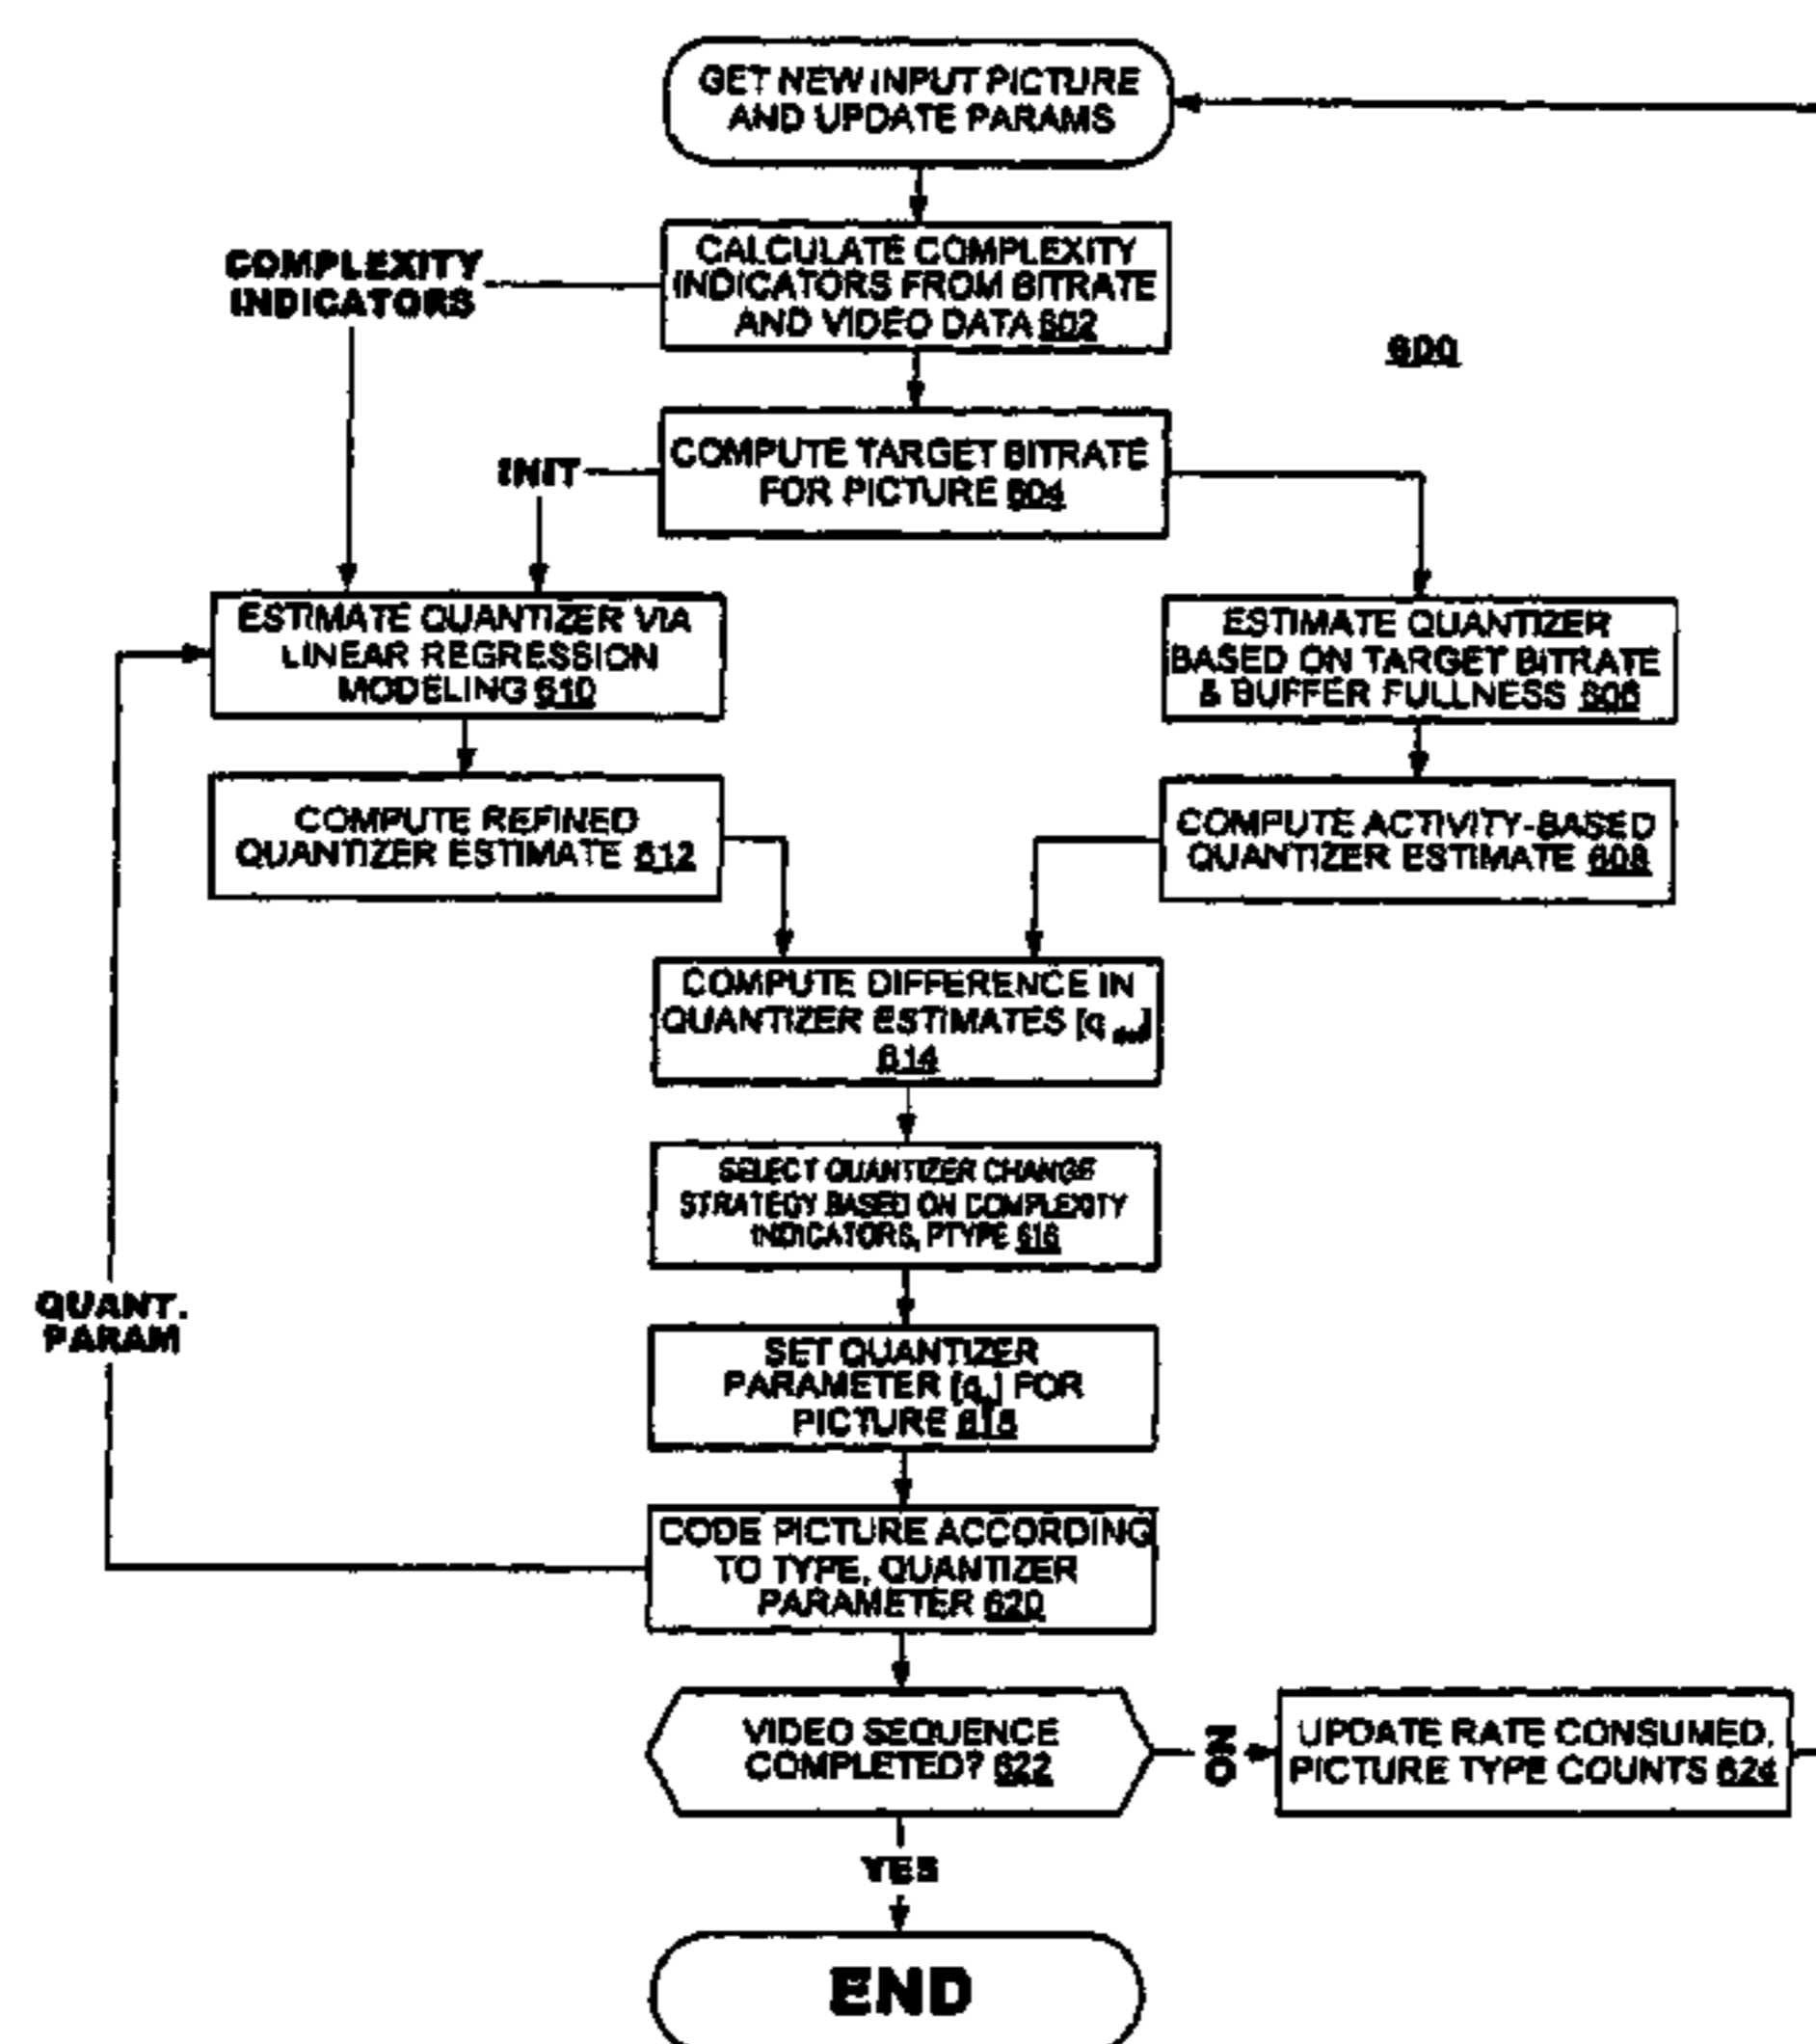 GET NEW INPUT PICTURE
AND UPDATE PARAMS
CALCULATE COMPLEXITY
INDICATORS FROM BITRATE
AND VIDEO DATA 602
COMPLEXITY
INDICATORS
600
COMPUTE TARGET BITRATE
FOR PICTURE 604
INIT
ESTIMATE QUANTIZER VIA
LINEAR REGRESSION
MODELING 610
ESTIMATE QUANTIZER
BASED ON TARGET BITRATE
& BUFFER FULLNESS 606
COMPUTE REFINED
QUANTIZER ESTIMATE 612
COMPUTE ACTIVITY-BASED
QUANTIZER ESTIMATE 608
COMPUTE DIFFERENCE IN
QUANTIZER ESTIMATES [q
614
SELECT QUANTIZER CHANGE
STRATEGY BASED ON COMPLEXITY
INDICATORS, PTYPE 616
QUANT.
PARAM
SET QUANTIZER
PARAMETER [q] FOR
PICTURE 618
CODE PICTURE ACCORDING
TO TYPE, QUANTIZER
PARAMETER 620
VIDEO SEQUENCE
COMPLETED? 622
NO
UPDATE RATE CONSUMED,
PICTURE TYPE COUNTS 624
YES
END